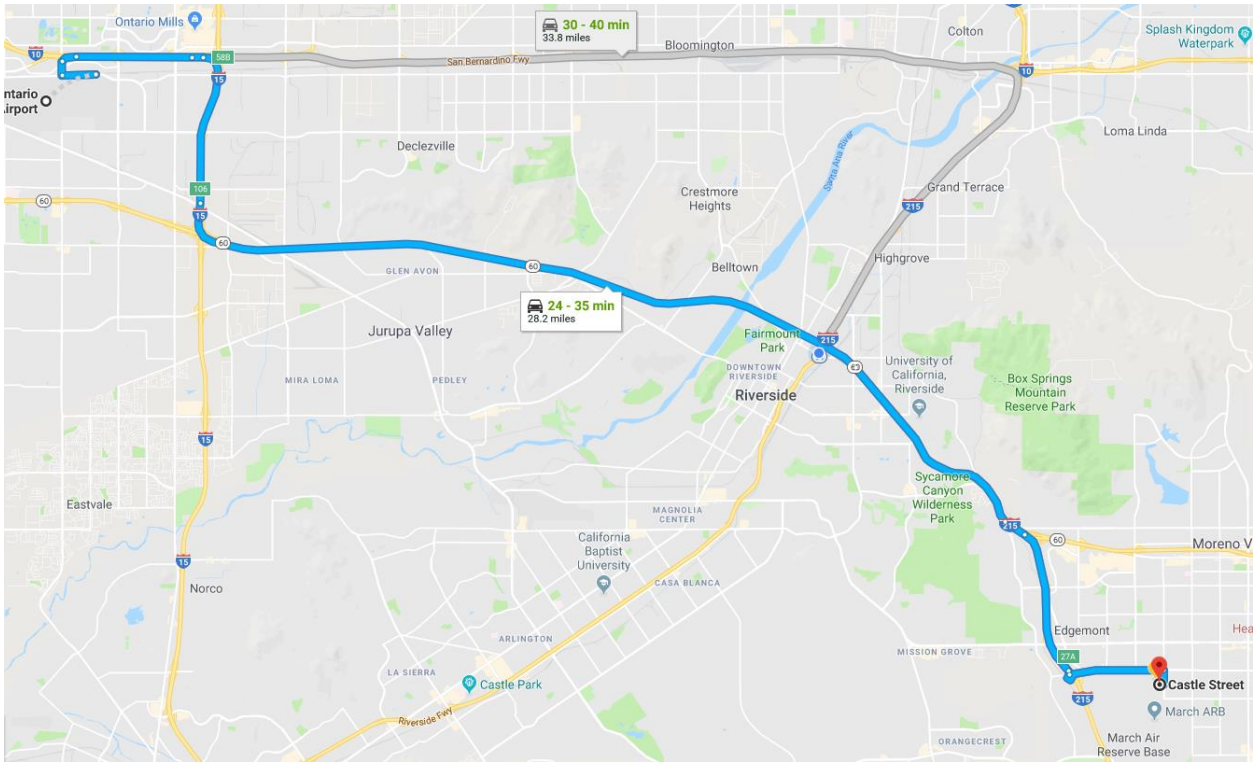 Ontario Mills
10
58B
15
ntario
Airport
30 - 40 min
33.8 miles
Bloomington
San Bernardino Fwy
Colton
Splash Kingdom
Waterpark
10
Loma Linda
Declezville
Santa Ana River
Crestmore
Heights
Grand Terrace
215
106
60
15
60
GLEN AVON
60
Belltown
Highgrove
24 - 35 min
28.2 miles
Jurupa Valley
Fairmount
Park
215
DOWNTOWN
RIVERSIDE
Riverside
University of
California,
Riverside
Box Springs
Mountain
Reserve Park
MIRA LOMA
PEDLEY
15
Eastvale
Sycamore
Canyon
Wilderness
Park
MAGNOLIA
CENTER
215
60
Moreno V
California
Baptist
University
15
Norco
CASA BLANCA
ARLINGTON
LA SIERRA
Castle Park
Riverside Fwy
MISSION GROVE
Edgemont
Hea
27A
Castle Street
215
March ARB
March Air
Reserve Base
ORANGECREST